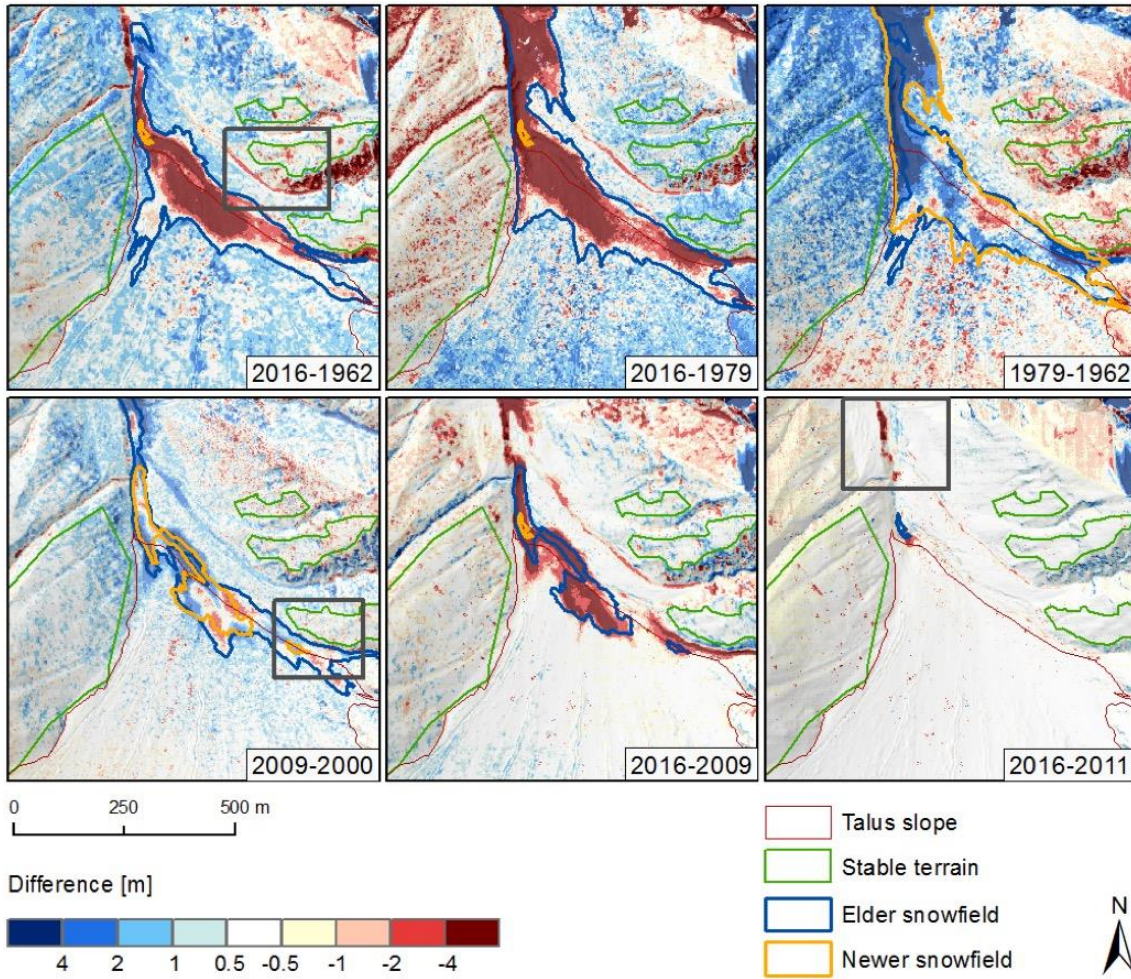 2016-1962
2016-1979
1979-1962
2009-2000
2016-2009
2016-2011
0 250 500 m
Difference [m]
4 2 1 0.5 -0.5 -1 -2 -4
Talus slope
Stable terrain
Elder snowfield
Newer snowfield
N